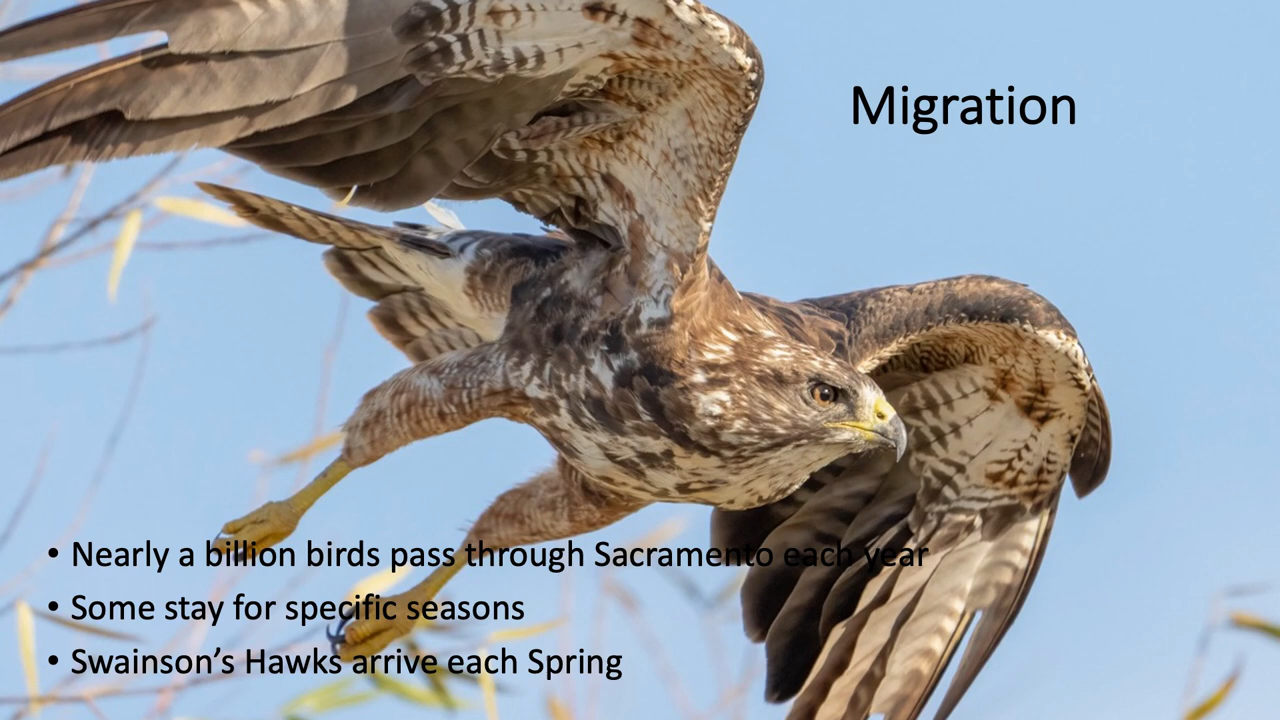 Migration
• Nearly a billion birds pass through Sacramento each year
• Some stay for specific seasons
• Swainson’s Hawks arrive each Spring